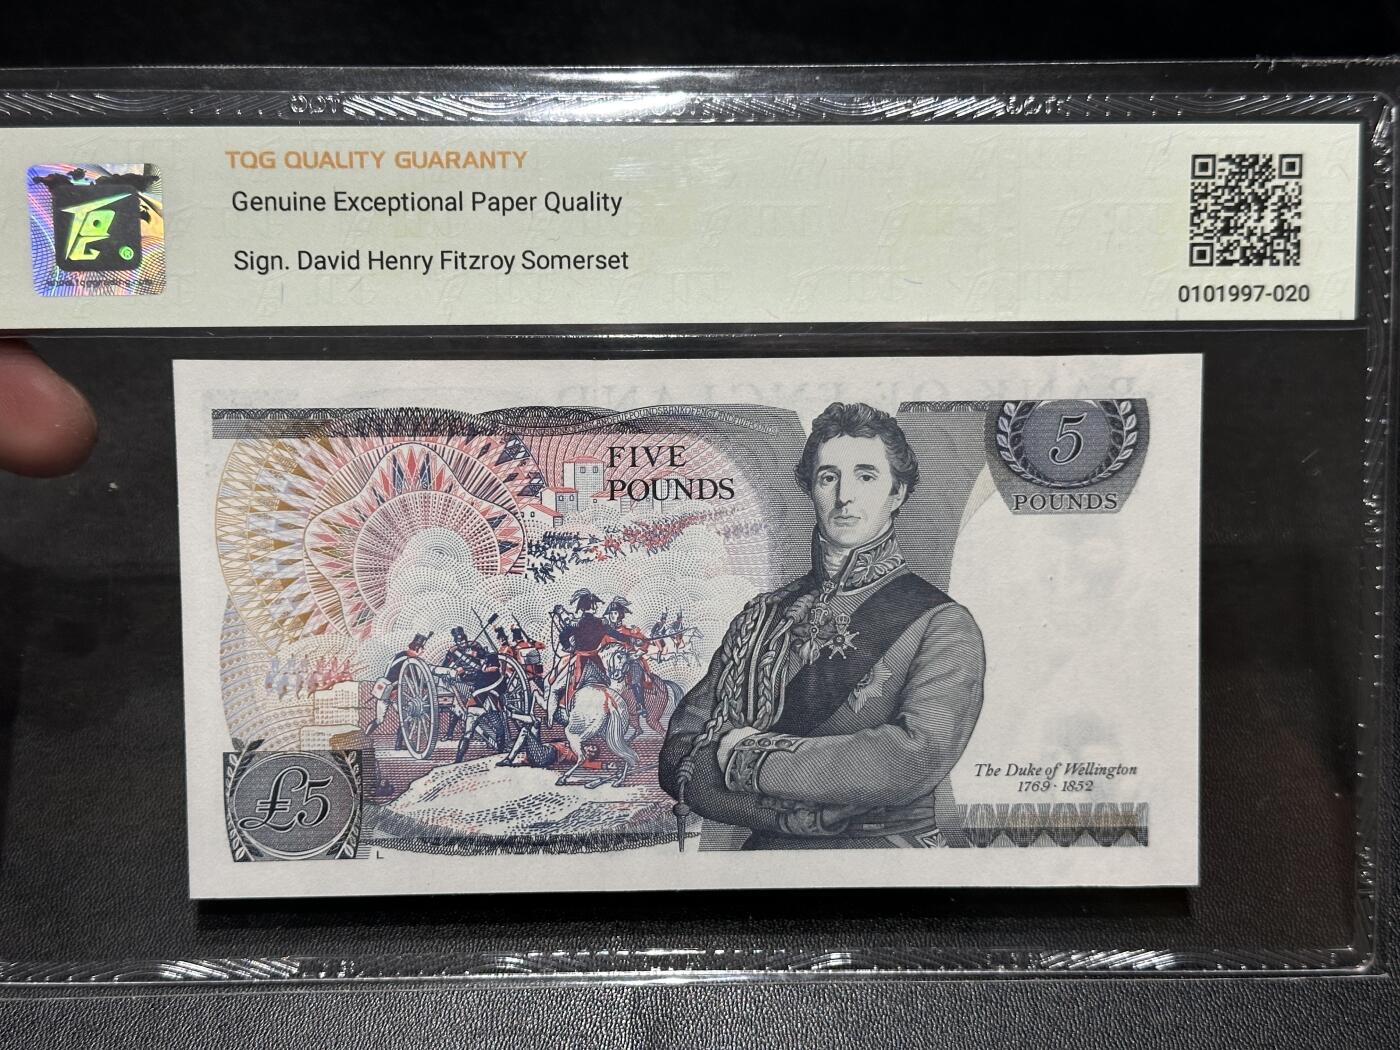 TQG QUALITY GUARANTY
Genuine Exceptional Paper Quality
Sign. David Henry Fitzroy Somerset
0101997-020
FIVE
POUNDS
5
POUNDS
The Duke of Wellington
1769 · 1852
£5
L